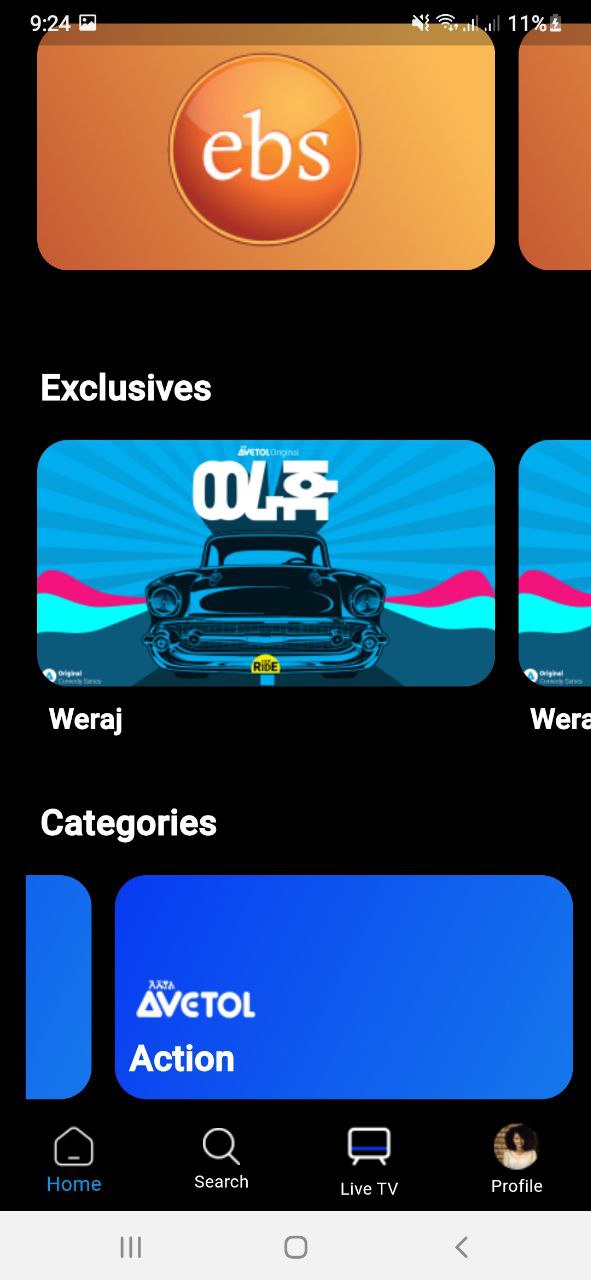 9:24
11%
ebs
Exclusives
AVETOL Original
ወራጅ
RIDE
Original
Comedy Series
Original
Comedy Series
Weraj
Wera
Categories
AVETOL
Action
Home
Search
Live TV
Profile